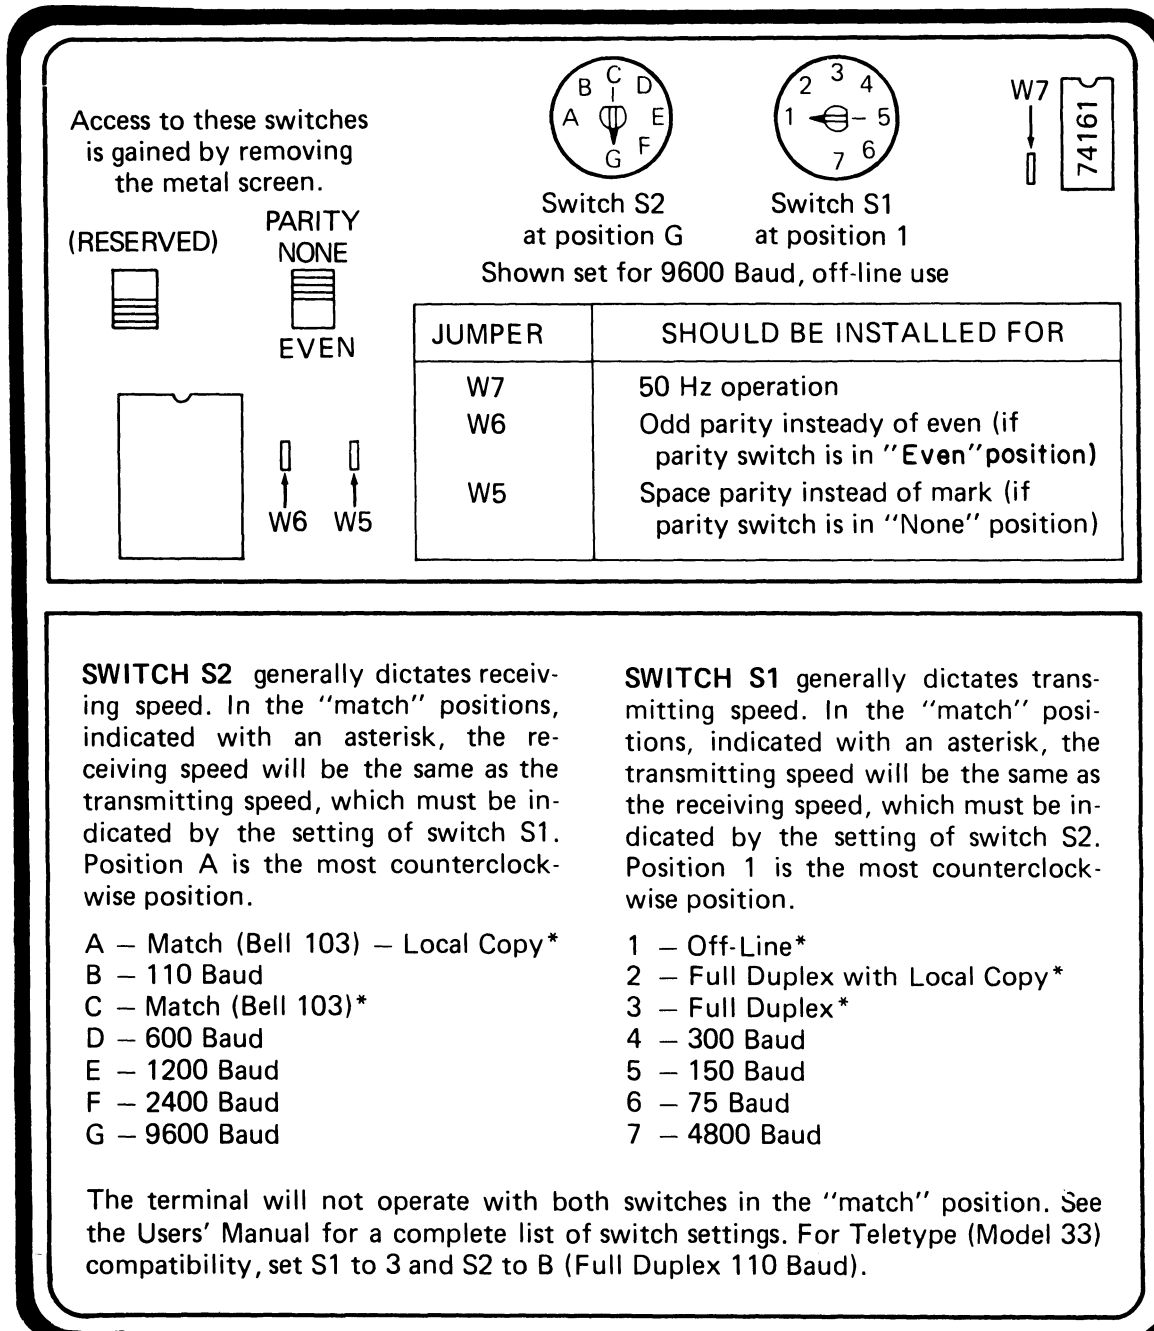 Access to these switches
is gained by removing
the metal screen.
(RESERVED)
PARITY
NONE
EVEN
W6 W5
A B C D E F G
Switch S2
at position G
1 2 3 4 5 6 7
Switch S1
at position 1
W7
74161
Shown set for 9600 Baud, off-line use
JUMPER SHOULD BE INSTALLED FOR
W7 50 Hz operation
W6 Odd parity insteady of even (if
parity switch is in "Even" position)
W5 Space parity instead of mark (if
parity switch is in "None" position)
SWITCH S2 generally dictates receiv-
ing speed. In the "match" positions,
indicated with an asterisk, the re-
ceiving speed will be the same as the
transmitting speed, which must be in-
dicated by the setting of switch S1.
Position A is the most counterclock-
wise position.
A – Match (Bell 103) – Local Copy*
B – 110 Baud
C – Match (Bell 103)*
D – 600 Baud
E – 1200 Baud
F – 2400 Baud
G – 9600 Baud
SWITCH S1 generally dictates trans-
mitting speed. In the "match" posi-
tions, indicated with an asterisk, the
transmitting speed will be the same as
the receiving speed, which must be in-
dicated by the setting of switch S2.
Position 1 is the most counterclock-
wise position.
1 – Off-Line*
2 – Full Duplex with Local Copy*
3 – Full Duplex*
4 – 300 Baud
5 – 150 Baud
6 – 75 Baud
7 – 4800 Baud
The terminal will not operate with both switches in the "match" position. See
the Users' Manual for a complete list of switch settings. For Teletype (Model 33)
compatibility, set S1 to 3 and S2 to B (Full Duplex 110 Baud).